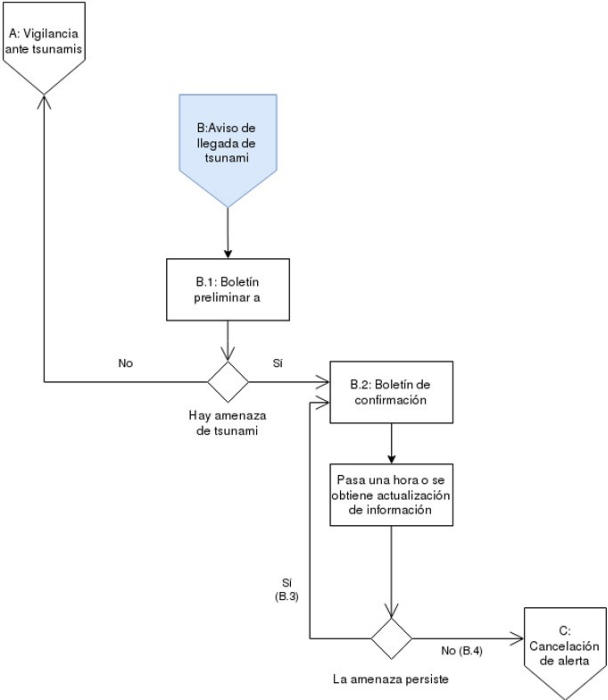 A: Vigilancia
ante tsunamis
B:Aviso de
llegada de
tsunami
B.1: Boletín
preliminar a
No
Sí
Hay amenaza
de tsunami
B.2: Boletín de
confirmación
Pasa una hora o se
obtiene actualización
de información
Sí
(B.3)
No (B.4)
La amenaza persiste
C:
Cancelación
de alerta